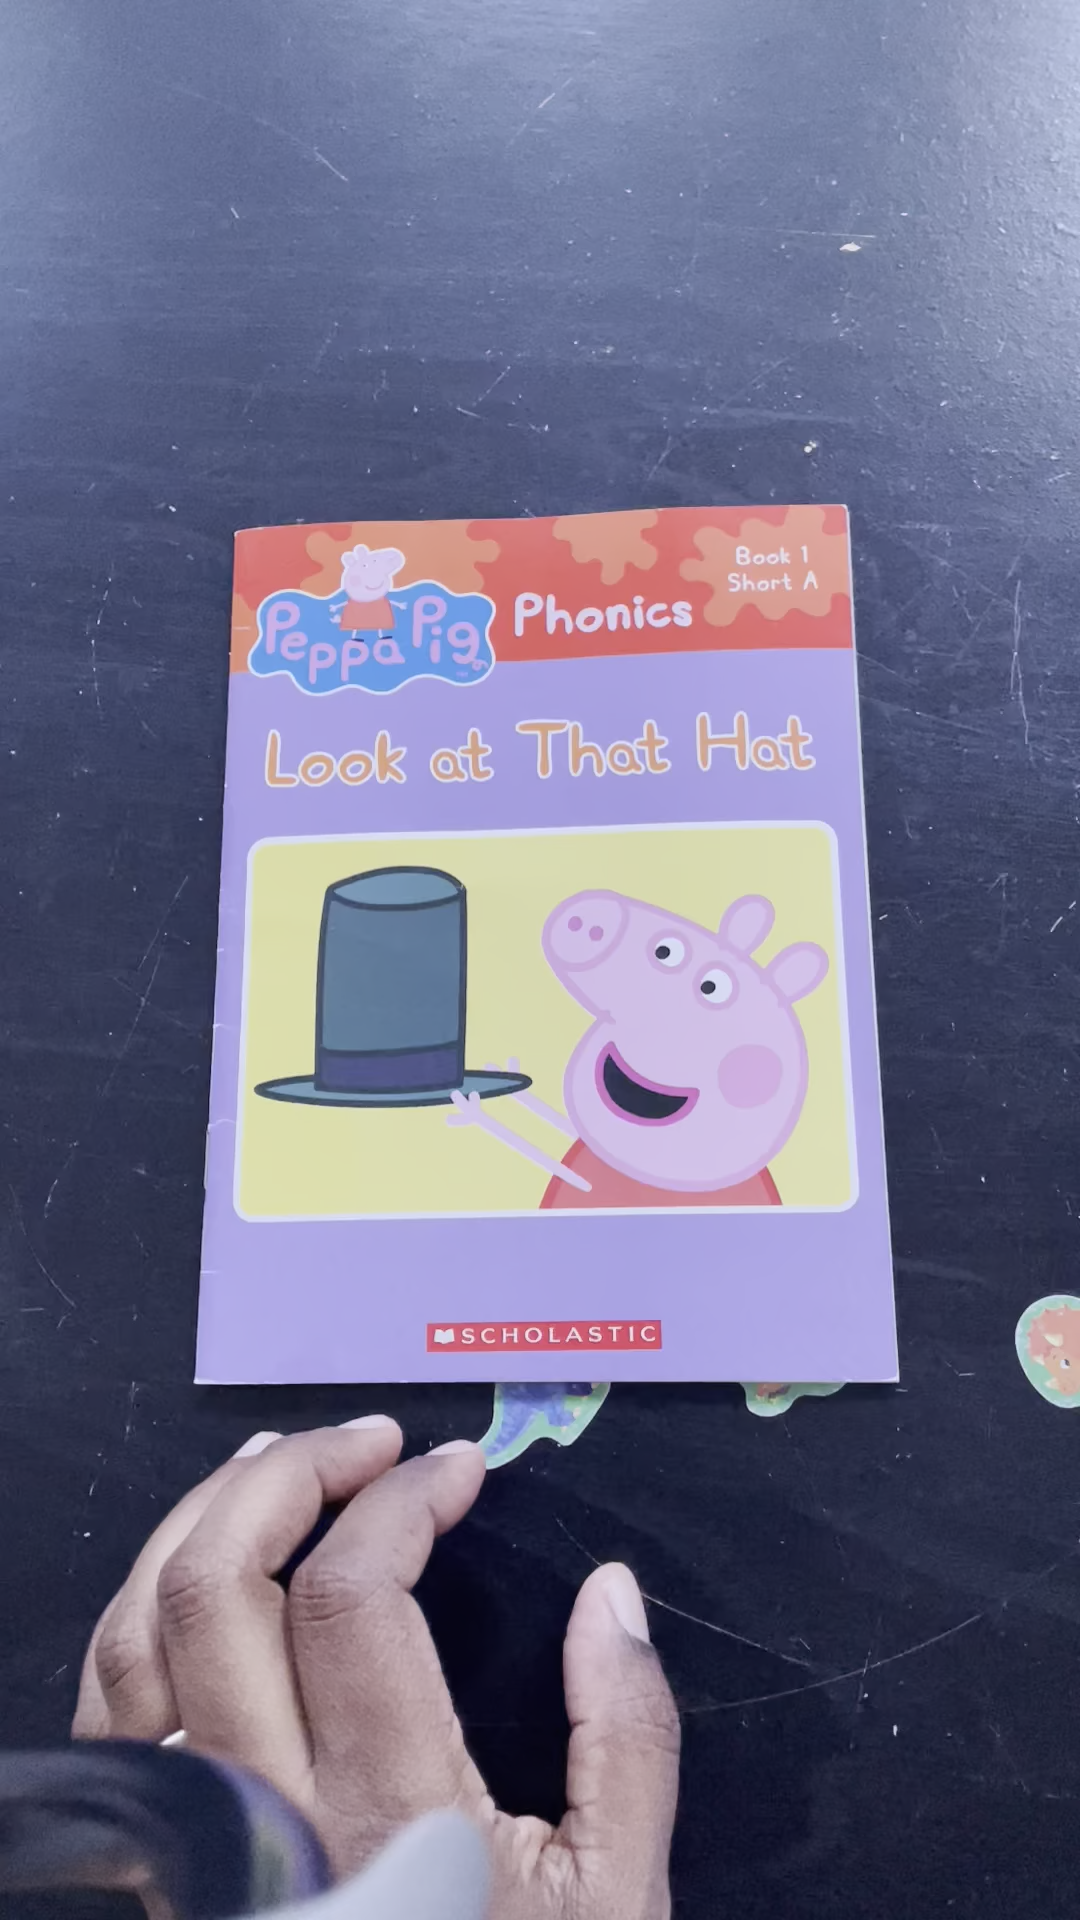 Book 1
Short A
Peppa Pig
Phonics
Look at That Hat
SCHOLASTIC